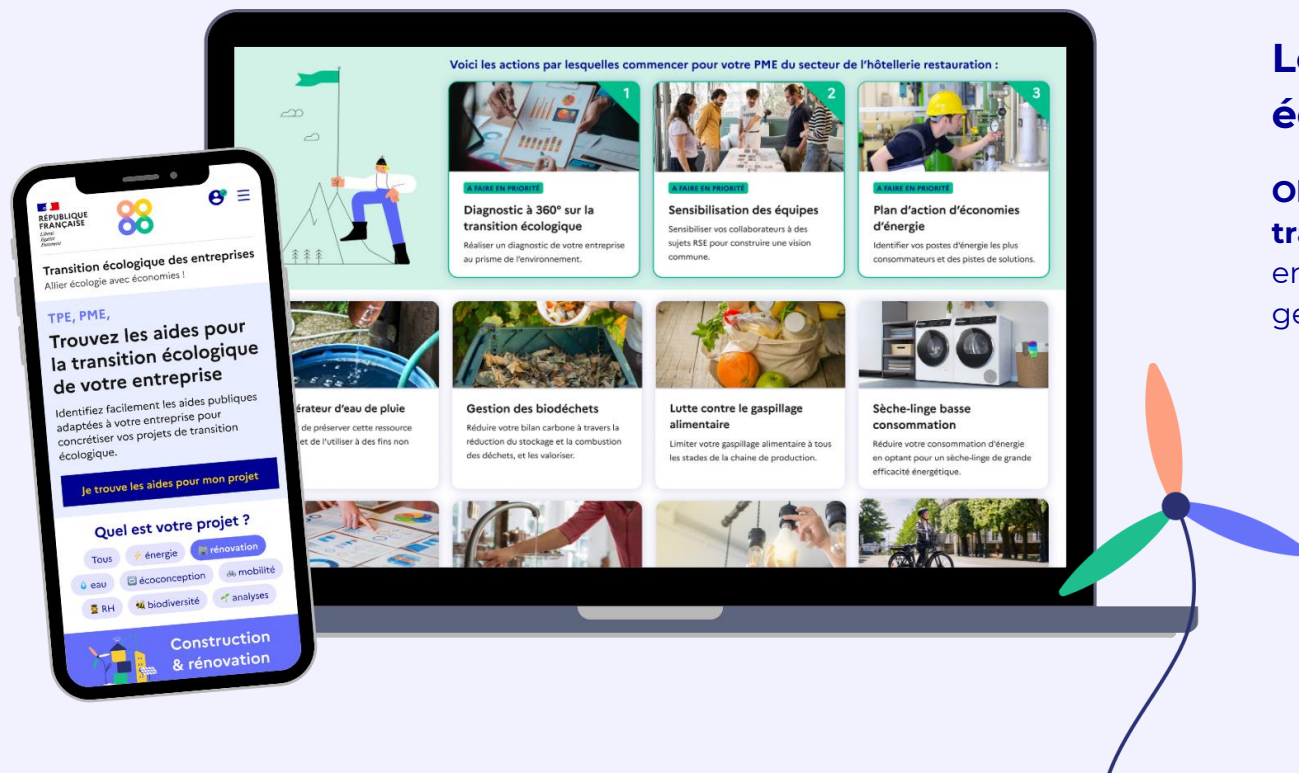 Voici les actions par lesquelles commencer pour votre PME du secteur de l'hôtellerie restauration :
1
A FAIRE EN PRIORITÉ
Diagnostic à 360° sur la
transition écologique
Réaliser un diagnostic de votre entreprise
au prisme de l'environnement.
2
A FAIRE EN PRIORITÉ
Sensibilisation des équipes
Sensibiliser vos collaborateurs à des
sujets RSE pour construire une vision
commune.
3
A FAIRE EN PRIORITÉ
Plan d'action d'économies
d'énergie
Identifier vos postes d'énergie les plus
consommateurs et des pistes de solutions.
érateur d'eau de pluie
de préserver cette ressource
et de l'utiliser à des fins non
Gestion des biodéchets
Réduire votre bilan carbone à travers la
réduction du stockage et la combustion
des déchets, et les valoriser.
Lutte contre le gaspillage
alimentaire
Limiter votre gaspillage alimentaire à tous
les stades de la chaine de production.
Sèche-linge basse
consommation
Réduire votre consommation d'énergie
en optant pour un sèche-linge de grande
efficacité énergétique.
RÉPUBLIQUE
FRANÇAISE
Liberté
Égalité
Fraternité
Transition écologique des entreprises
Allier écologie avec économies !
TPE, PME,
Trouvez les aides pour
la transition écologique
de votre entreprise
Identifiez facilement les aides publiques
adaptées à votre entreprise pour
concrétiser vos projets de transition
écologique.
Je trouve les aides pour mon projet
Quel est votre projet ?
Tous énergie rénovation
eau écoconception mobilité
RH biodiversité analyses
Construction
& rénovation